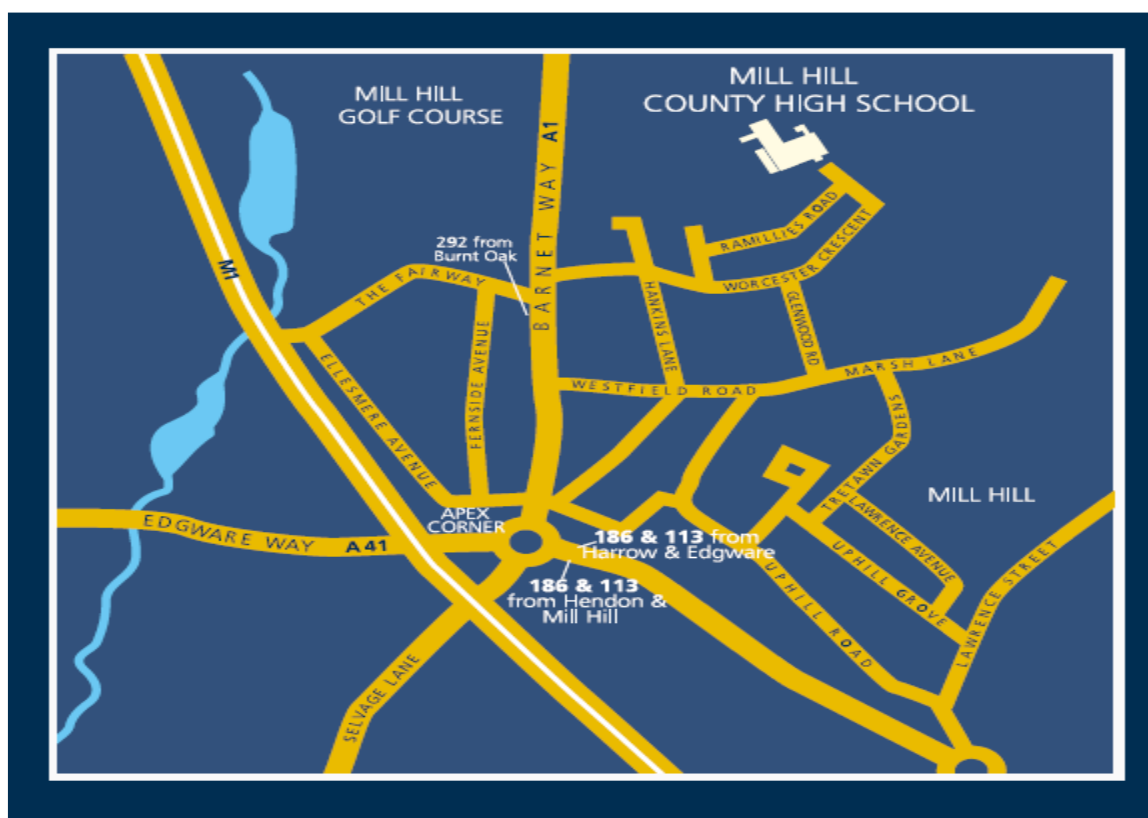 MILL HILL
GOLF COURSE
MILL HILL
COUNTY HIGH SCHOOL
BARNET WAY A1
292 from
Burnt Oak
M1
THE FAIRWAY
RAMILLIES ROAD
WORCESTER CRESCENT
HANKINS LANE
GLENWOOD RD
ELLESMERE AVENUE
FERNSIDE AVENUE
WESTFIELD ROAD
MARSH LANE
TRETAWN GARDENS
MILL HILL
LAWRENCE AVENUE
APEX
CORNER
EDGWARE WAY A41
186 & 113 from
Harrow & Edgware
186 & 113
from Hendon &
Mill Hill
UPHILL ROAD
UPHILL GROVE
LAWRENCE STREET
SELVAGE LANE